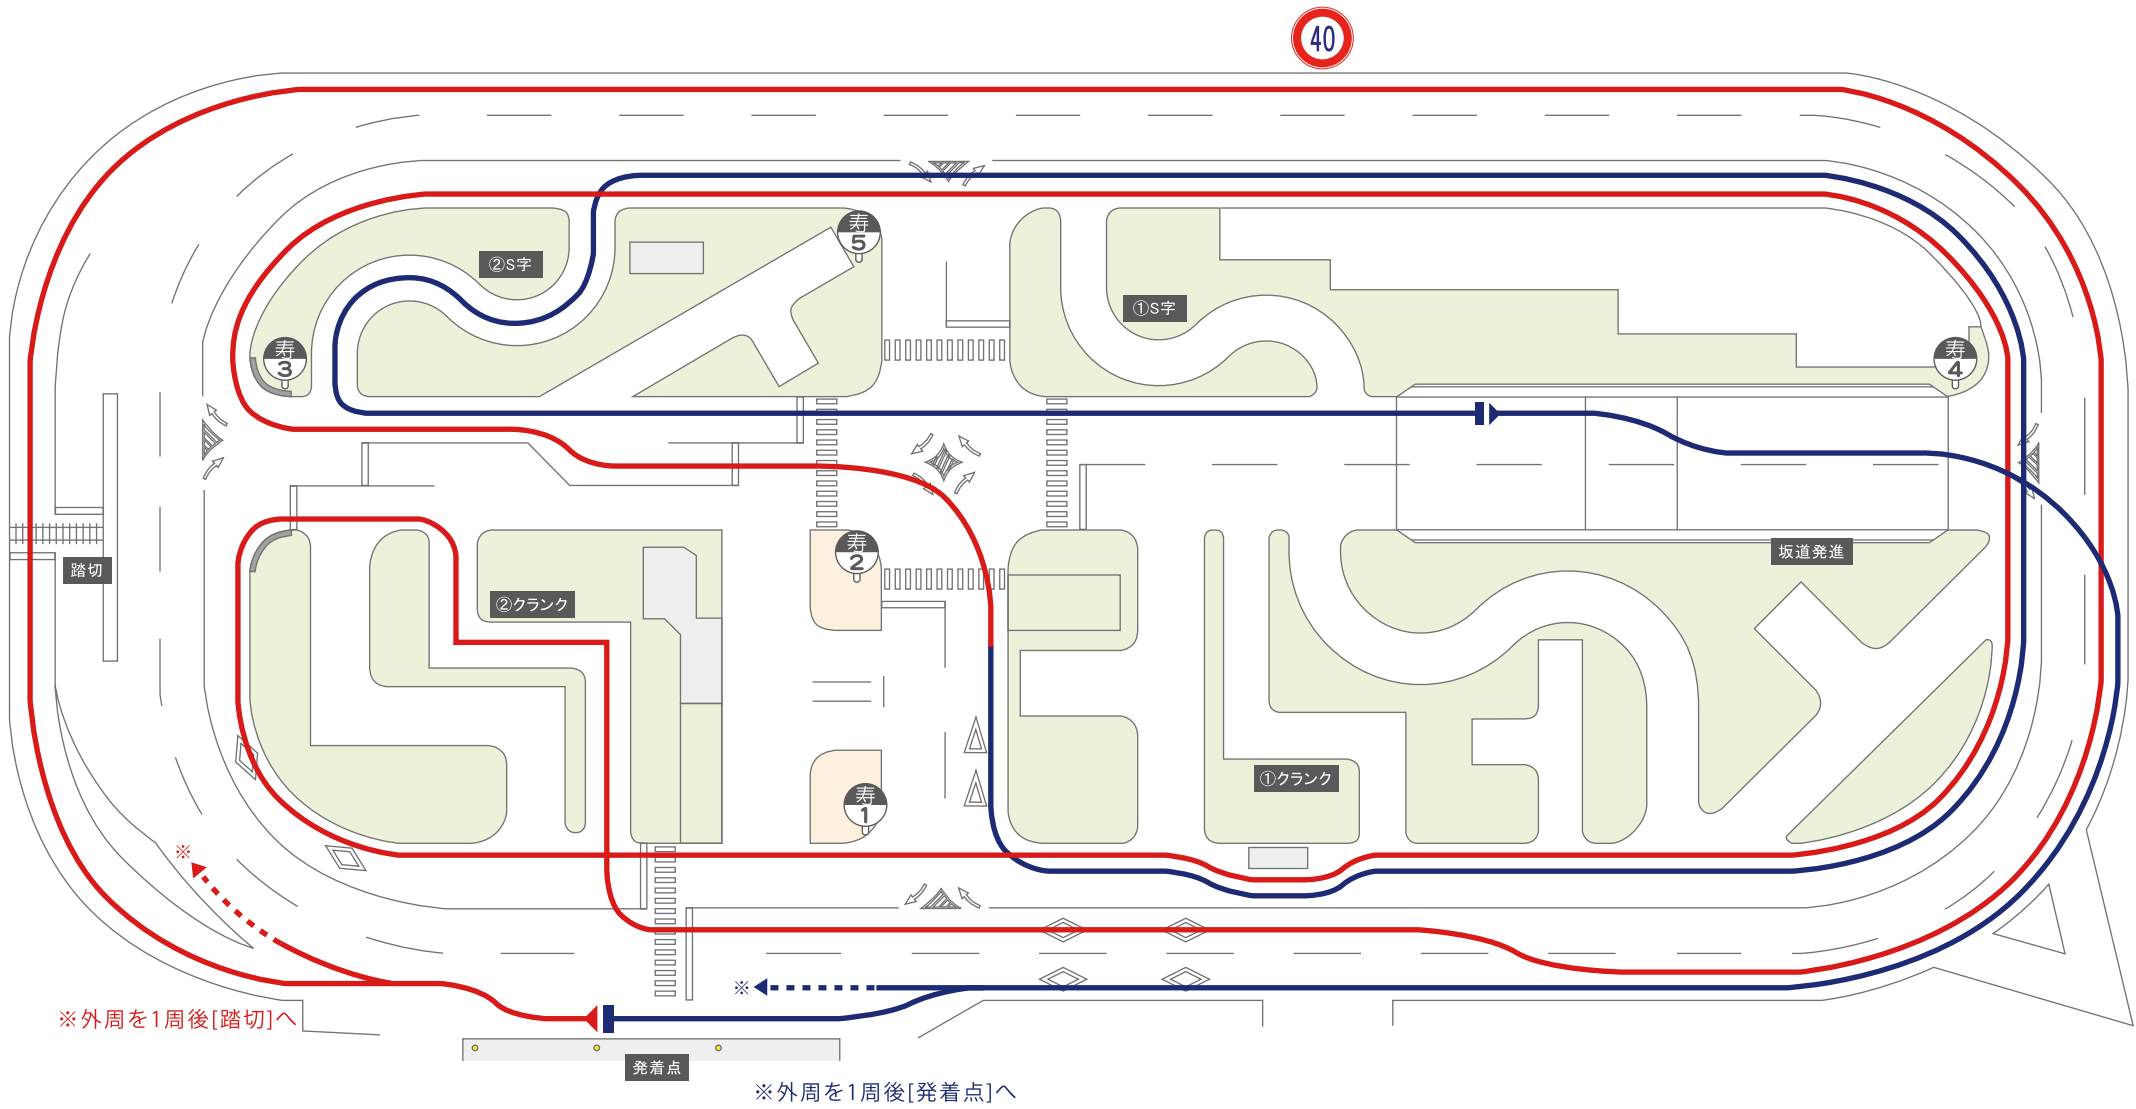 40
寿
5
②S字
①S字
寿
3
寿
4
寿
2
坂道発進
踏切
②クランク
①クランク
寿
1
※
※
※外周を1周後[踏切]へ
発着点
※外周を1周後[発着点]へ